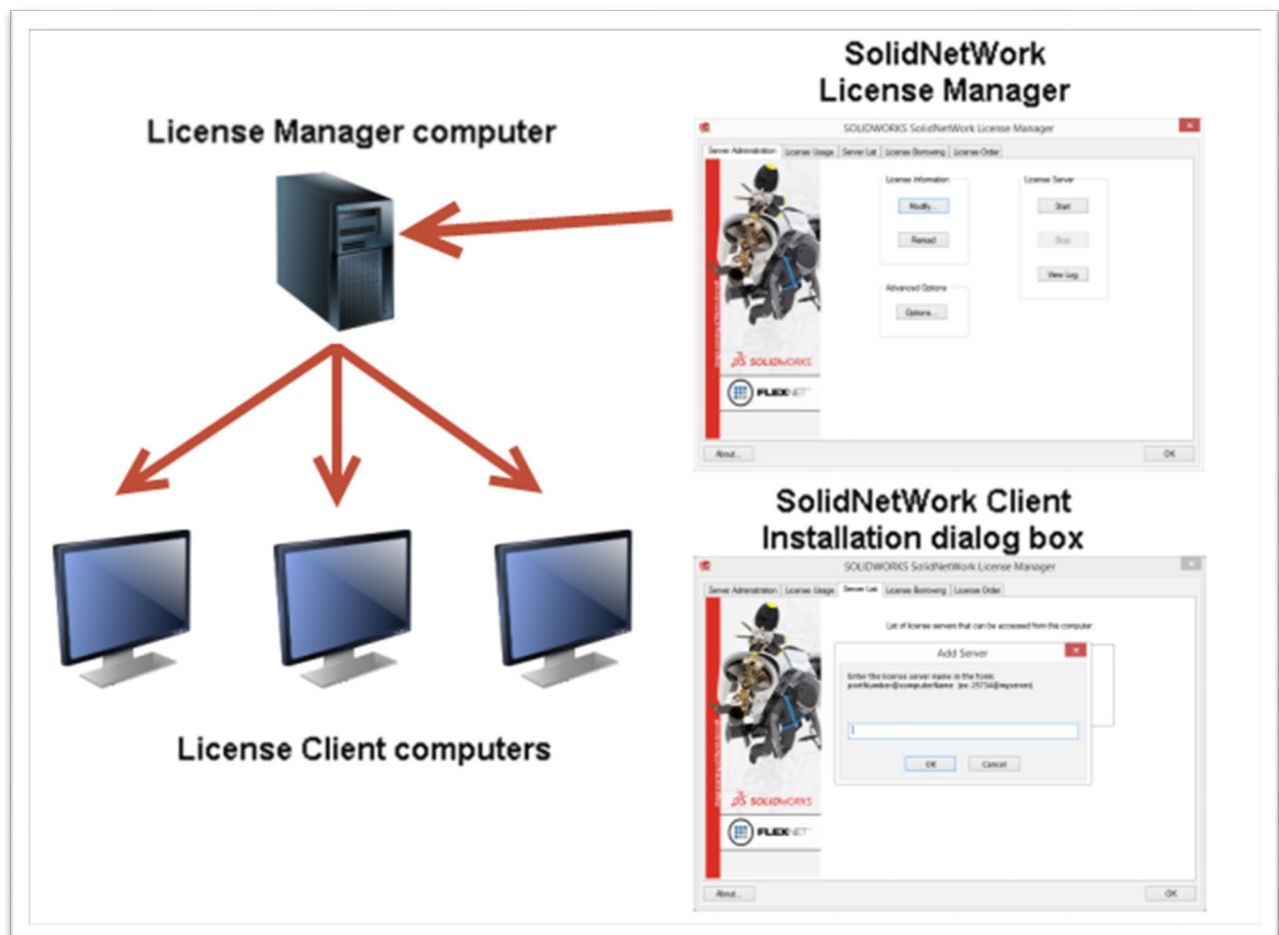 SolidNetWork
License Manager
License Manager computer
SOLIDWORKS SolidNetWork License Manager
Server Administration License Usage Server List License Borrowing License Order
License Information
License Server
Modify...
Start
Reread
Stop
View Log
Advanced Options
Options...
SOLIDWORKS
FLEXNET
About...
OK
SolidNetWork Client
Installation dialog box
SOLIDWORKS SolidNetWork License Manager
Server Administration License Usage Server List License Borrowing License Order
List of license servers that can be accessed from this computer:
Add Server
Enter the license server name in the form:
portNumber@computerName (ex: 25734@myserver)
OK
Cancel
SOLIDWORKS
FLEXNET
About...
OK
License Client computers